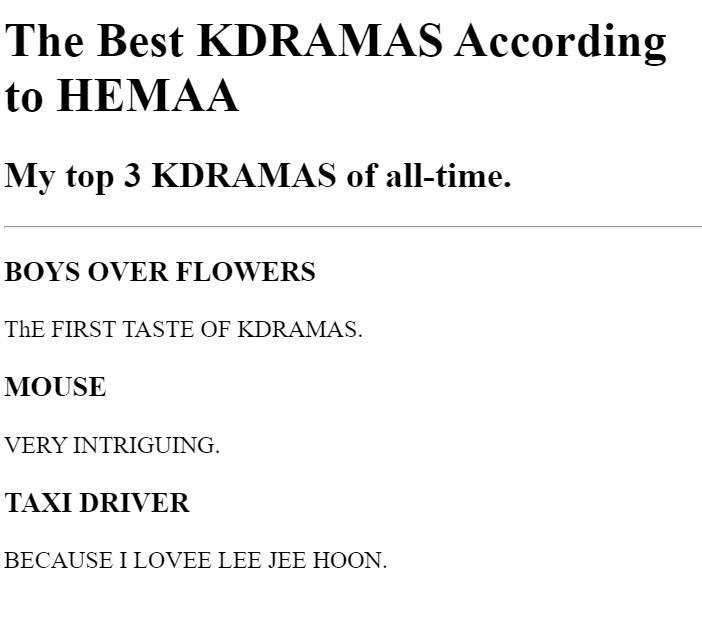 The Best KDRAMAS According
to HEMAA
My top 3 KDRAMAS of all-time.
BOYS OVER FLOWERS
ThE FIRST TASTE OF KDRAMAS.
MOUSE
VERY INTRIGUING.
TAXI DRIVER
BECAUSE I LOVEE LEE JEE HOON.